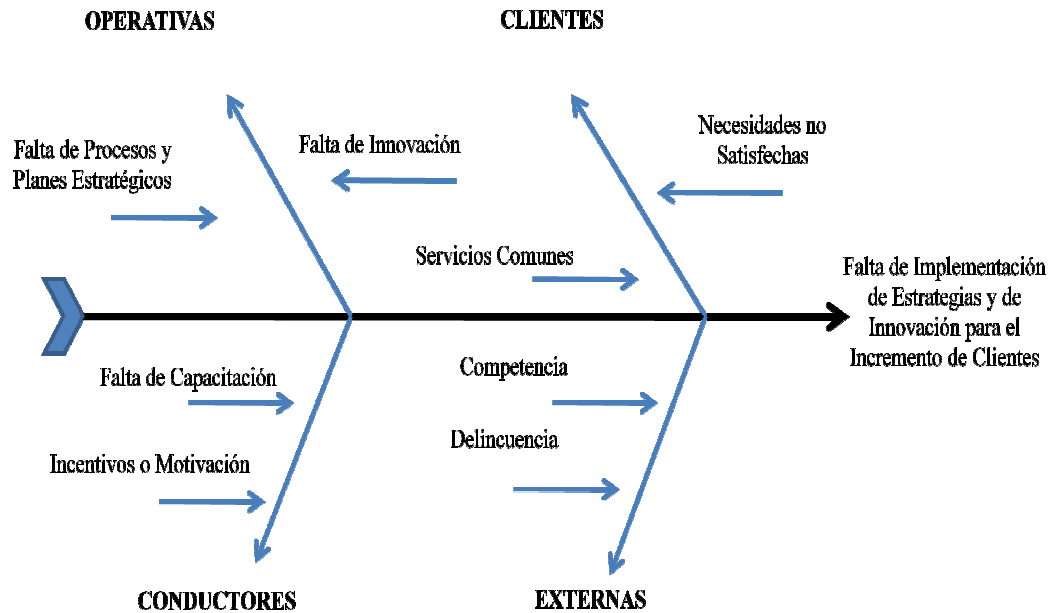 OPERATIVAS
CLIENTES
Falta de Procesos y
Planes Estratégicos
Falta de Innovación
Necesidades no
Satisfechas
Servicios Comunes
Falta de Implementación
de Estrategias y de
Innovación para el
Incremento de Clientes
Falta de Capacitación
Incentivos o Motivación
Competencia
Delincuencia
CONDUCTORES
EXTERNAS